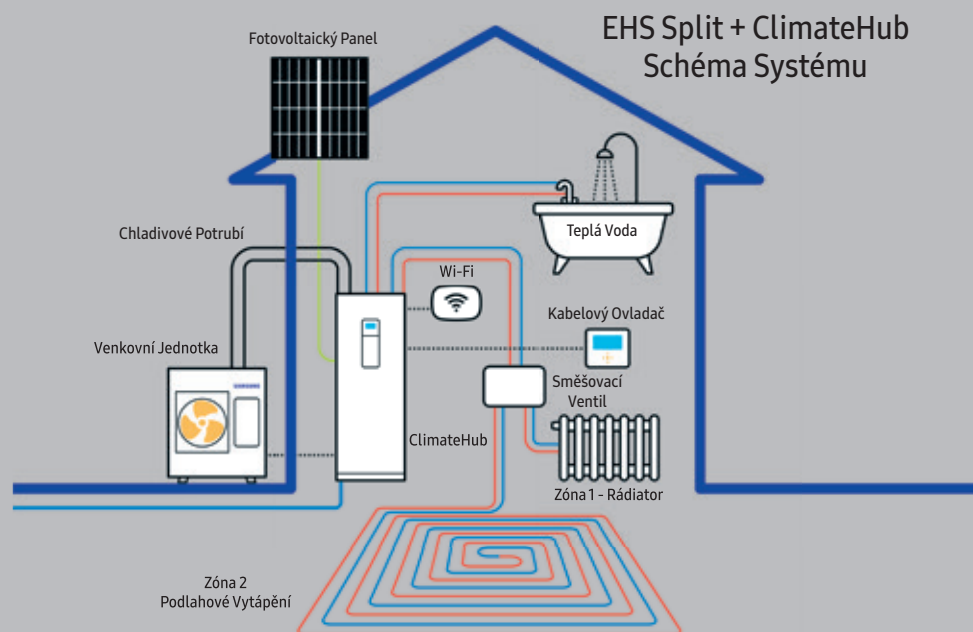 EHS Split + ClimateHub
Schéma Systému
Fotovoltaický Panel
Teplá Voda
Chladivové Potrubí
Wi-Fi
Kabelový Ovladač
Venkovní Jednotka
SAMSUNG
Směšovací
Ventil
ClimateHub
Zóna 1 - Rádiator
Zóna 2
Podlahové Vytápění